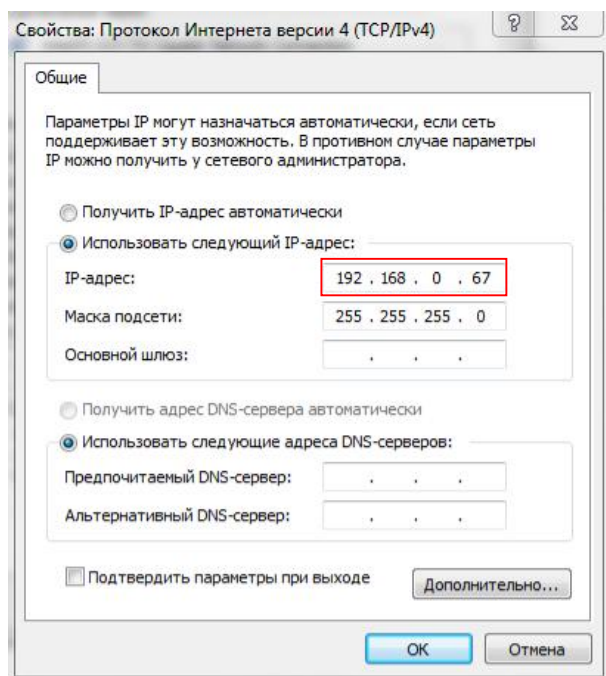 Свойства: Протокол Интернета версии 4 (TCP/IPv4)
Общие
Параметры IP могут назначаться автоматически, если сеть
поддерживает эту возможность. В противном случае параметры
IP можно получить у сетевого администратора.
Получить IP-адрес автоматически
Использовать следующий IP-адрес:
IP-адрес: 192 . 168 . 0 . 67
Маска подсети: 255 . 255 . 255 . 0
Основной шлюз: . . .
Получить адрес DNS-сервера автоматически
Использовать следующие адреса DNS-серверов:
Предпочитаемый DNS-сервер: . . .
Альтернативный DNS-сервер: . . .
Подтвердить параметры при выходе
Дополнительно...
ОК Отмена